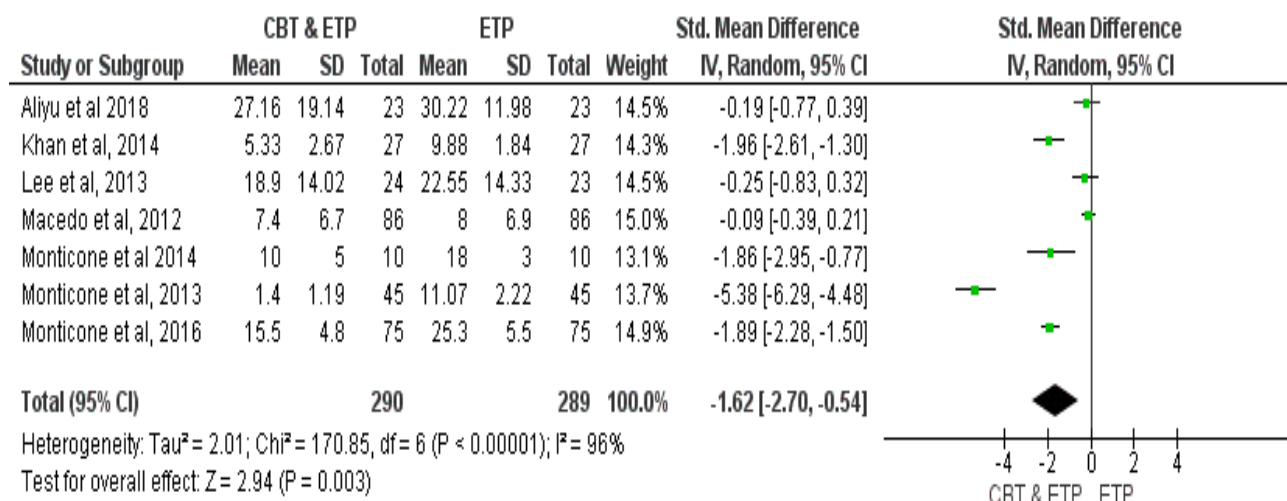 CBT & ETP ETP Std. Mean Difference Std. Mean Difference
Study or Subgroup Mean SD Total Mean SD Total Weight IV, Random, 95% CI IV, Random, 95% CI
Aliyu et al 2018 27.16 19.14 23 30.22 11.98 23 14.5% -0.19 [-0.77, 0.39]
Khan et al, 2014 5.33 2.67 27 9.88 1.84 27 14.3% -1.96 [-2.61, -1.30]
Lee et al, 2013 18.9 14.02 24 22.55 14.33 23 14.5% -0.25 [-0.83, 0.32]
Macedo et al, 2012 7.4 6.7 86 8 6.9 86 15.0% -0.09 [-0.39, 0.21]
Monticone et al 2014 10 5 10 18 3 10 13.1% -1.86 [-2.95, -0.77]
Monticone et al, 2013 1.4 1.19 45 11.07 2.22 45 13.7% -5.38 [-6.29, -4.48]
Monticone et al, 2016 15.5 4.8 75 25.3 5.5 75 14.9% -1.89 [-2.28, -1.50]
Total (95% CI) 290 289 100.0% -1.62 [-2.70, -0.54]
Heterogeneity: Tau² = 2.01; Chi² = 170.85, df = 6 (P < 0.00001); I² = 96%
Test for overall effect: Z = 2.94 (P = 0.003)
-4 -2 0 2 4
CBT & ETP ETP